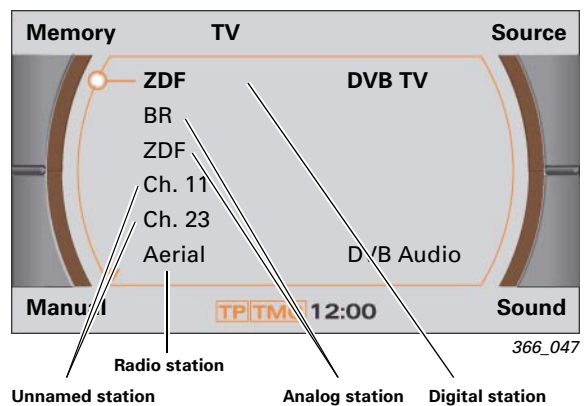 Memory TV Source
ZDF DVB TV
BR
ZDF
Ch. 11
Ch. 23
Aerial DVB Audio
Manual TP TMC 12:00 Sound
366_047
Radio station
Unnamed station Analog station Digital station